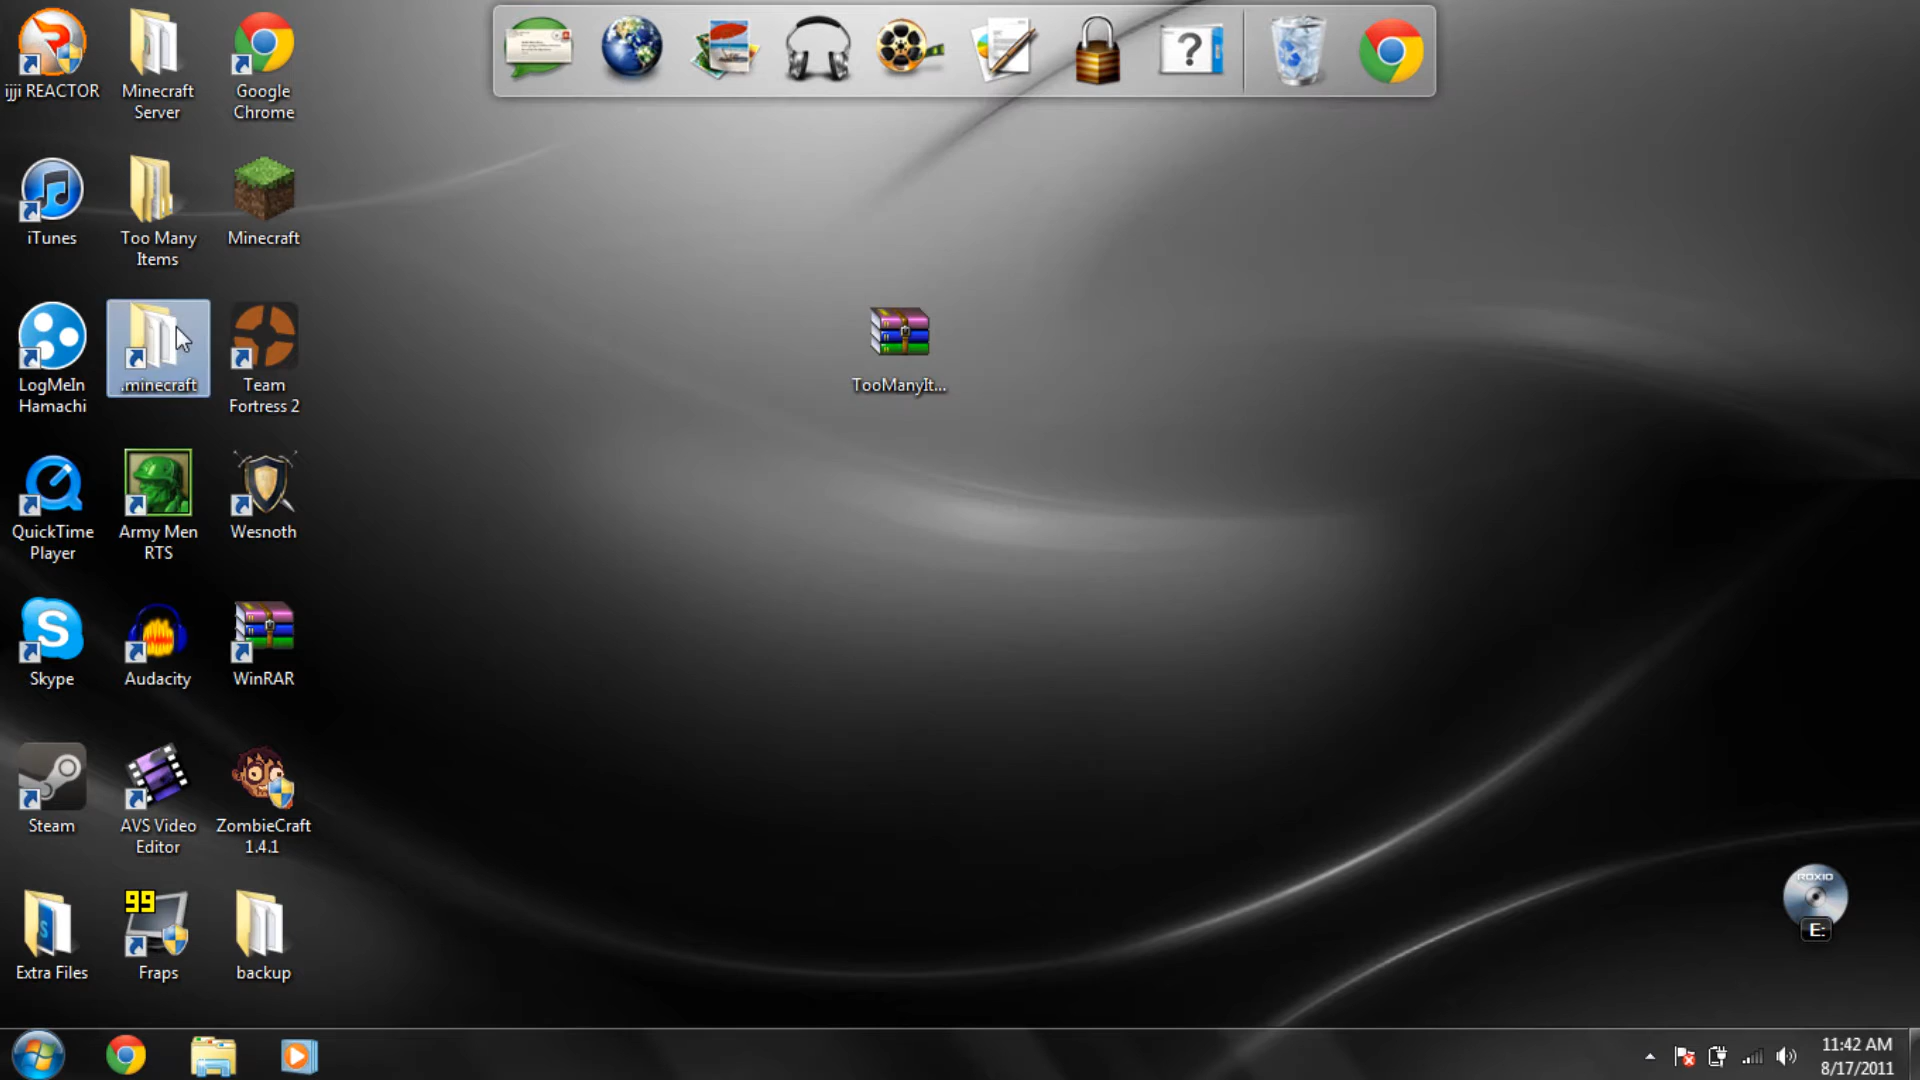 ijji REACTOR
Minecraft
Server
Google
Chrome
iTunes
Too Many
Items
Minecraft
LogMeIn
Hamachi
.minecraft
Team
Fortress 2
TooManyIt...
QuickTime
Player
Army Men
RTS
Wesnoth
Skype
Audacity
WinRAR
Steam
AVS Video
Editor
ZombieCraft
1.4.1
99
Extra Files
Fraps
backup
ROXIO
E:
11:42 AM
8/17/2011